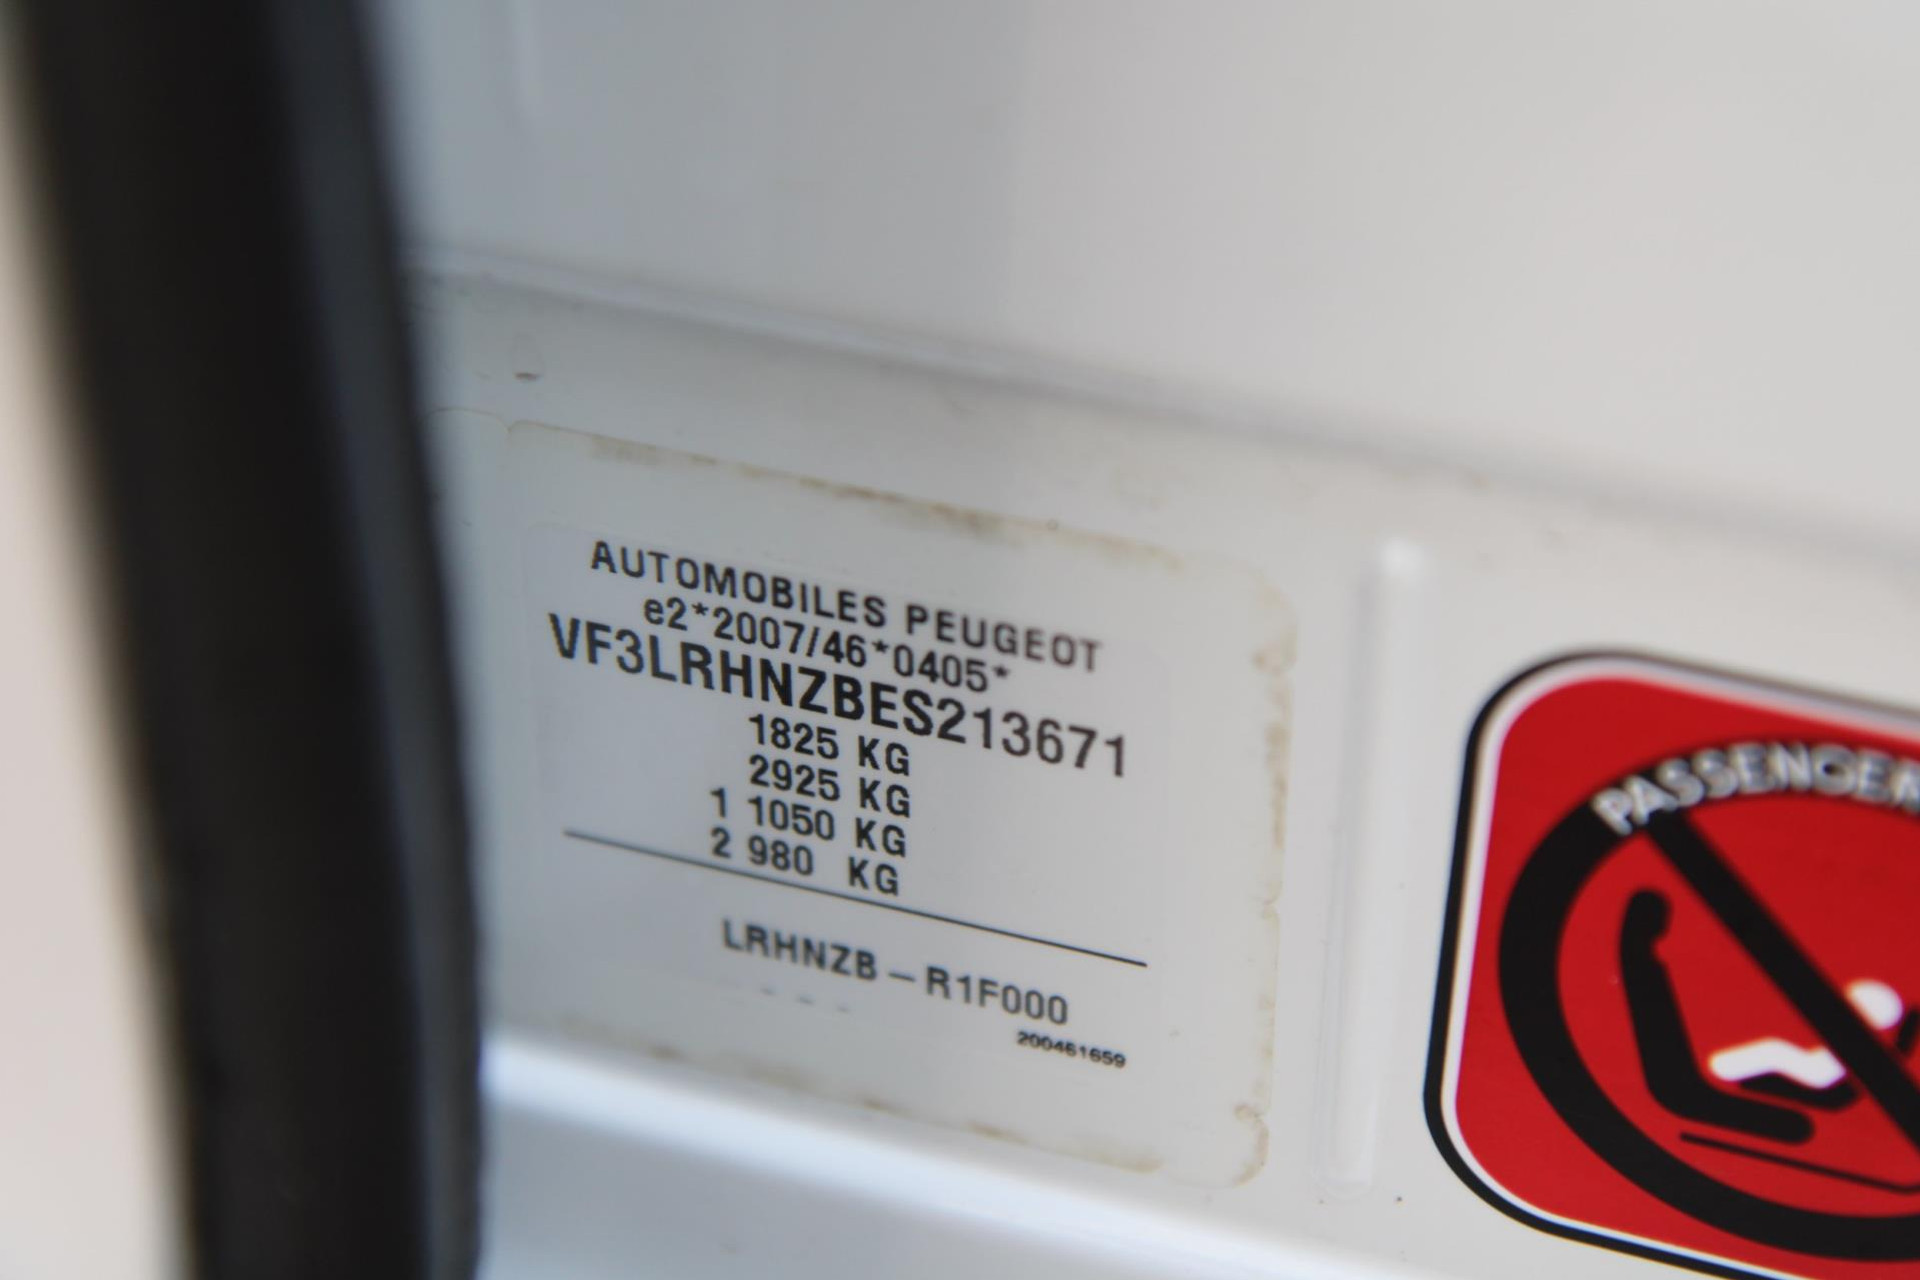 AUTOMOBILES PEUGEOT
e2*2007/46*0405*
VF3LRHNZBES213671
1825 KG
2925 KG
1 1050 KG
2 980 KG
LRHNZB – R1F000
200461659